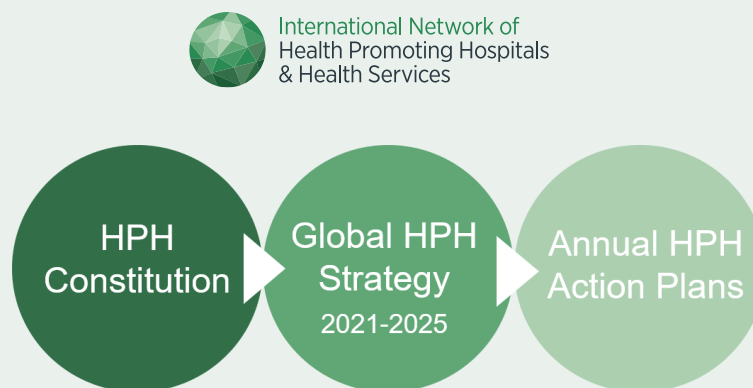 International Network of
Health Promoting Hospitals
& Health Services
HPH
Constitution
Global HPH
Strategy
2021-2025
Annual HPH
Action Plans